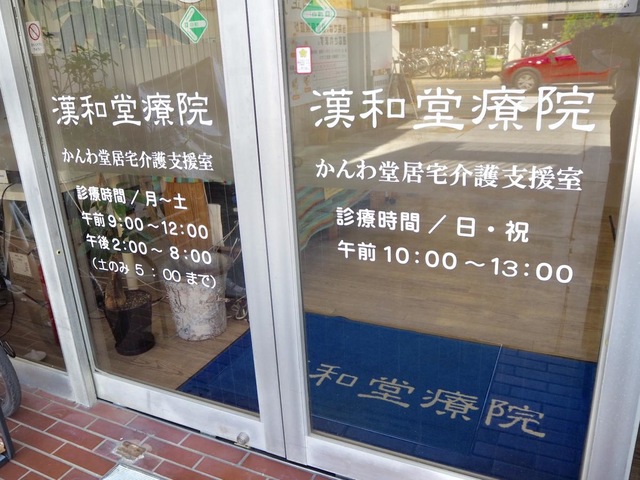 漢和堂療院
かんわ堂居宅介護支援室
診療時間／月～土
午前9:00～12:00
午後2:00～8:00
（土のみ 5：00 まで）
漢和堂療院
かんわ堂居宅介護支援室
診療時間／日・祝
午前10:00～13:00
和堂療院